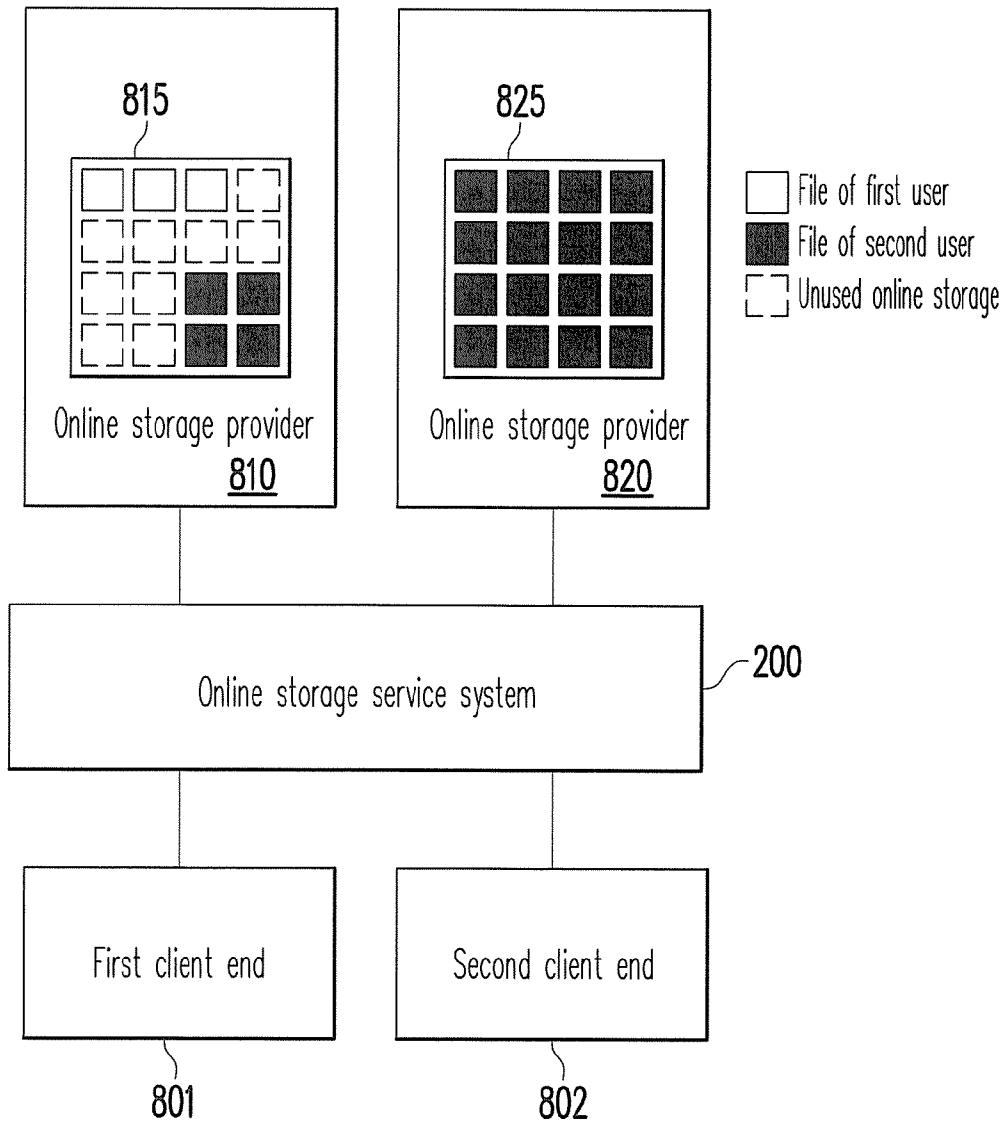 815
825
File of first user
File of second user
Unused online storage
Online storage provider
810
Online storage provider
820
Online storage service system
200
First client end
Second client end
801
802